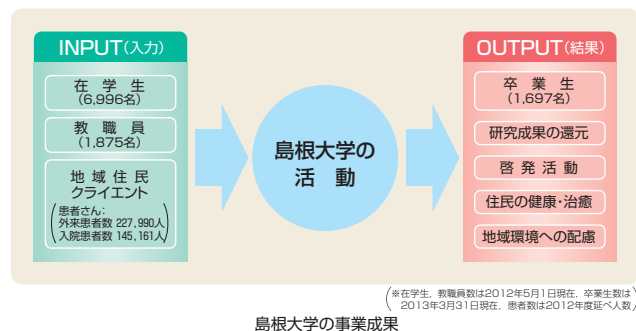 INPUT(入力)
在学生
(6,996名)
教職員
(1,875名)
地域住民
クライエント
(患者さん:
外来患者数 227,990人
入院患者数 145,161人)
島根大学の
活動
OUTPUT(結果)
卒業生
(1,697名)
研究成果の還元
啓発活動
住民の健康・治癒
地域環境への配慮
(※在学生，教職員数は2012年5月1日現在，卒業生数は
2013年3月31日現在，患者数は2012年度延べ人数)
島根大学の事業成果